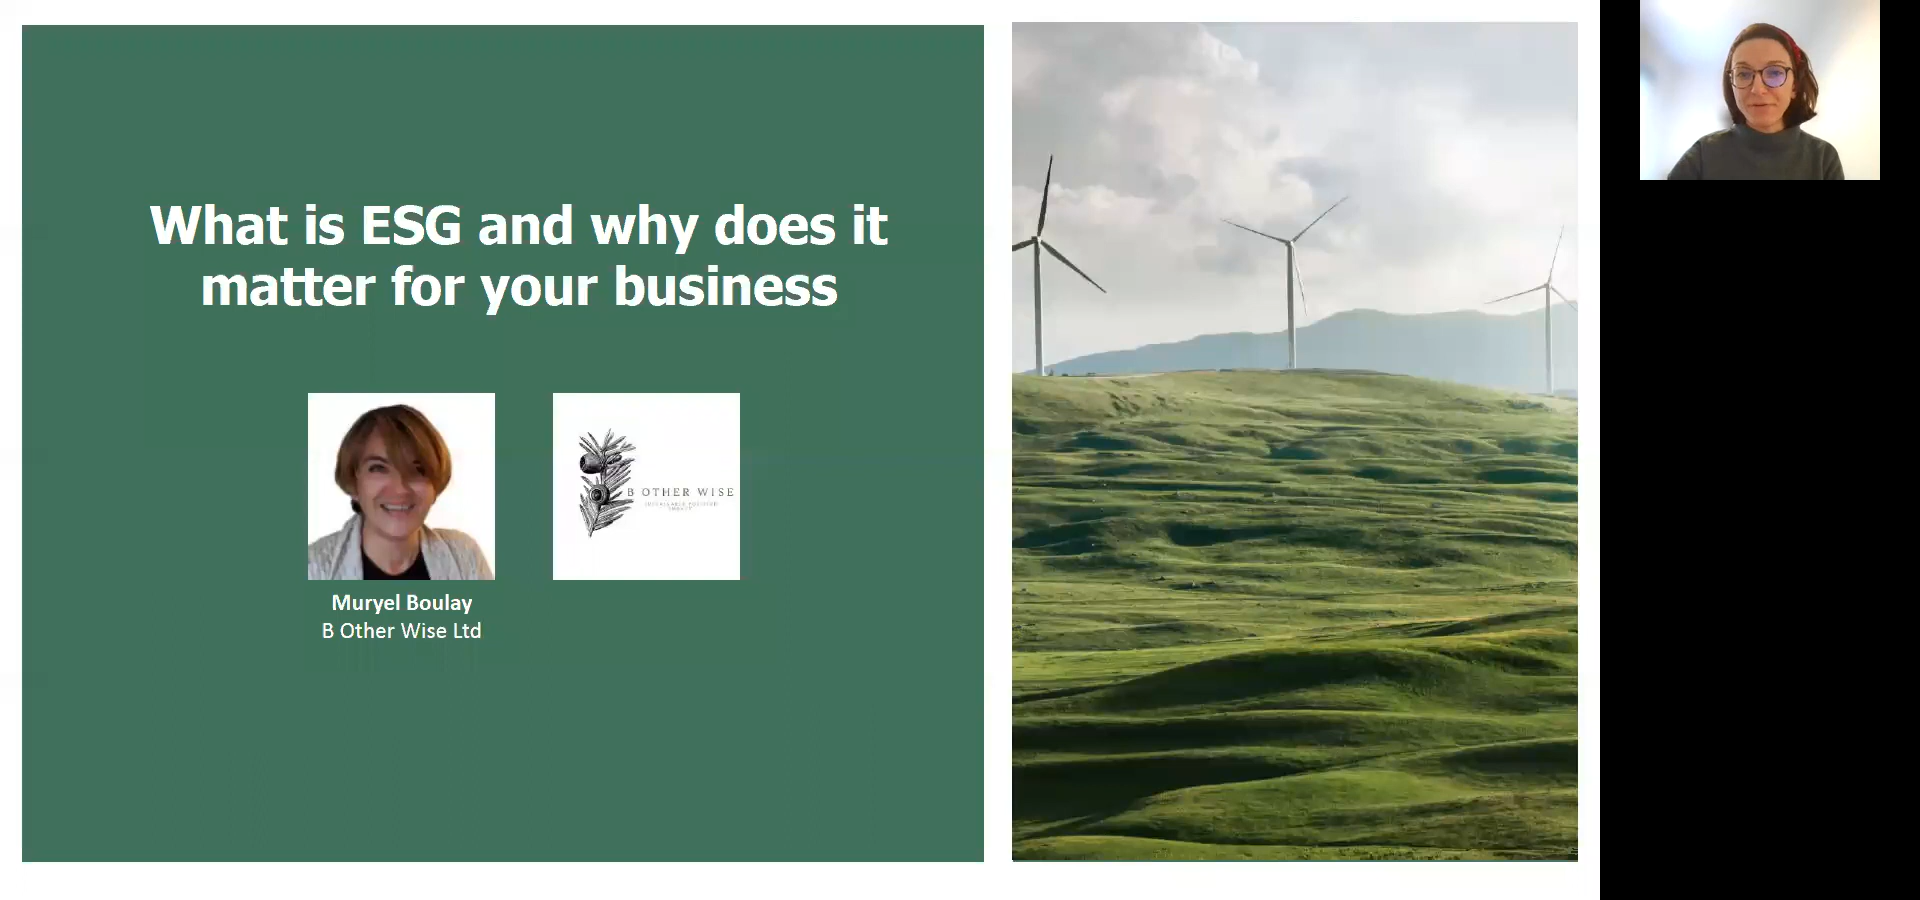 What is ESG and why does it
matter for your business
B OTHER WISE
Muryel Boulay
B Other Wise Ltd